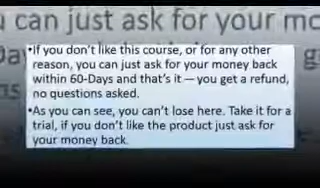 u can just ask for your mo
Day
g
ns
•If you don't like this course, or for any other
reason, you can just ask for your money back
within 60-Days and that's it — you get a refund,
no questions asked.
•As you can see, you can't lose here. Take it for a
trial, if you don't like the product just ask for
your money back.